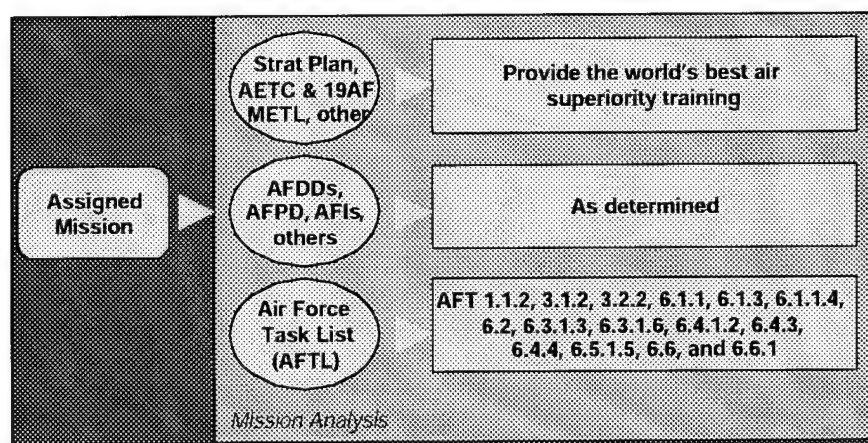 Assigned
Mission
Strat Plan,
AETC & 19AF
METL, other
Provide the world's best air
superiority training
AFDDs,
AFPD, AFIs,
others
As determined
Air Force
Task List
(AFTL)
AFT 1.1.2, 3.1.2, 3.2.2, 6.1.1, 6.1.3, 6.1.1.4,
6.2, 6.3.1.3, 6.3.1.6, 6.4.1.2, 6.4.3,
6.4.4, 6.5.1.5, 6.6, and 6.6.1
Mission Analysis